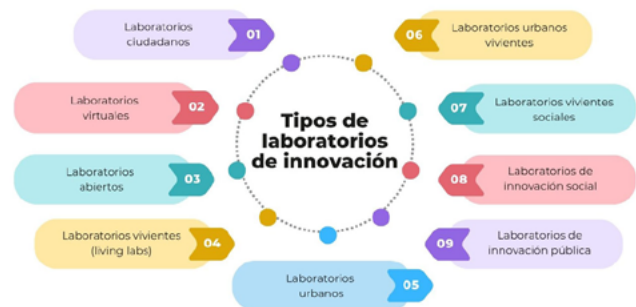 Tipos de
laboratorios
de innovación
Laboratorios
ciudadanos
01
Laboratorios
virtuales
02
Laboratorios
abiertos
03
Laboratorios vivientes
(living labs)
04
Laboratorios
urbanos
05
06
Laboratorios urbanos
vivientes
07
Laboratorios vivientes
sociales
08
Laboratorios de
innovación social
09
Laboratorios de
innovación pública